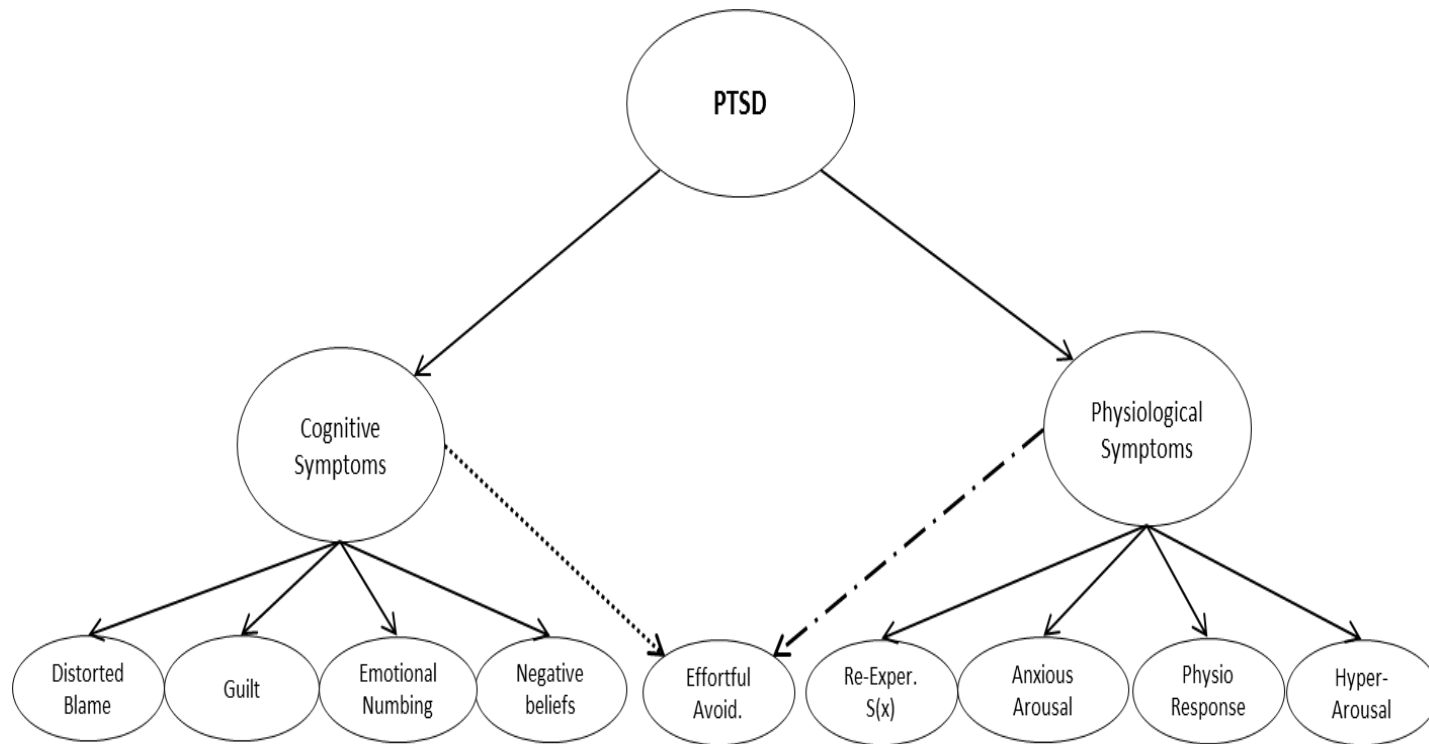 PTSD
Cognitive
Symptoms
Physiological
Symptoms
Distorted
Blame
Guilt
Emotional
Numbing
Negative
beliefs
Effortful
Avoid.
Re-Exper.
S(x)
Anxious
Arousal
Physio
Response
Hyper-
Arousal